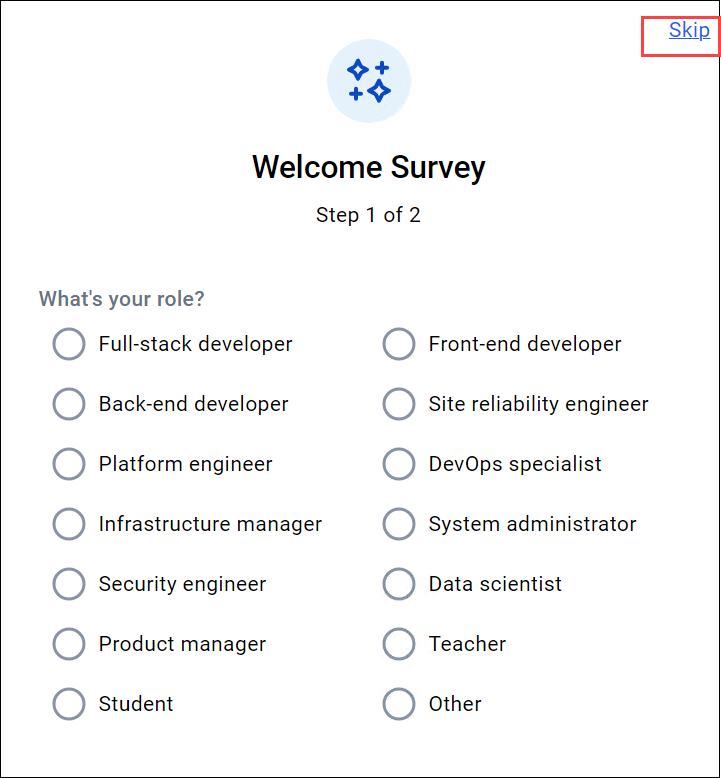 Skip
Welcome Survey
Step 1 of 2
What's your role?
Full-stack developer
Front-end developer
Back-end developer
Site reliability engineer
Platform engineer
DevOps specialist
Infrastructure manager
System administrator
Security engineer
Data scientist
Product manager
Teacher
Student
Other